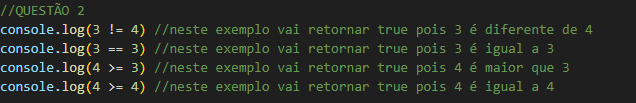 //QUESTÃO 2
console.log(3 != 4) //neste exemplo vai retornar true pois 3 é diferente de 4
console.log(3 == 3) //neste exemplo vai retornar true pois 3 é igual a 3
console.log(4 >= 3) //neste exemplo vai retornar true pois 4 é maior que 3
console.log(4 >= 4) //neste exemplo vai retornar true pois 4 é igual a 4